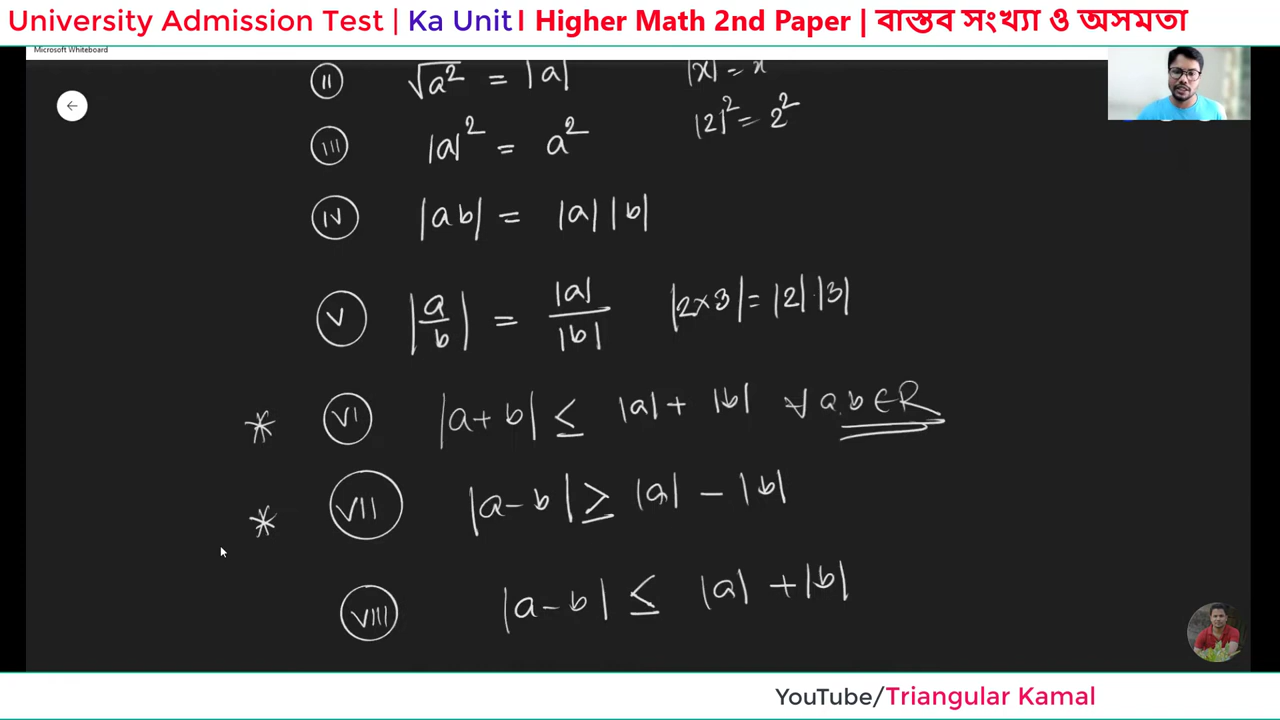 University Admission Test | Ka Unit। Higher Math 2nd Paper | বাস্তব সংখ্যা ও অসমতা
Microsoft Whiteboard
II √a² = |a| |x| = x
III |a|² = a² |2|² = 2²
IV |ab| = |a| |b|
V |a/b| = |a|/|b| |2×3| = |2|·|3|
* VI |a+b| ≤ |a| + |b| ∀ a,b ∈ R
* VII |a-b| ≥ |a| - |b|
VIII |a-b| ≤ |a| + |b|
YouTube/Triangular Kamal